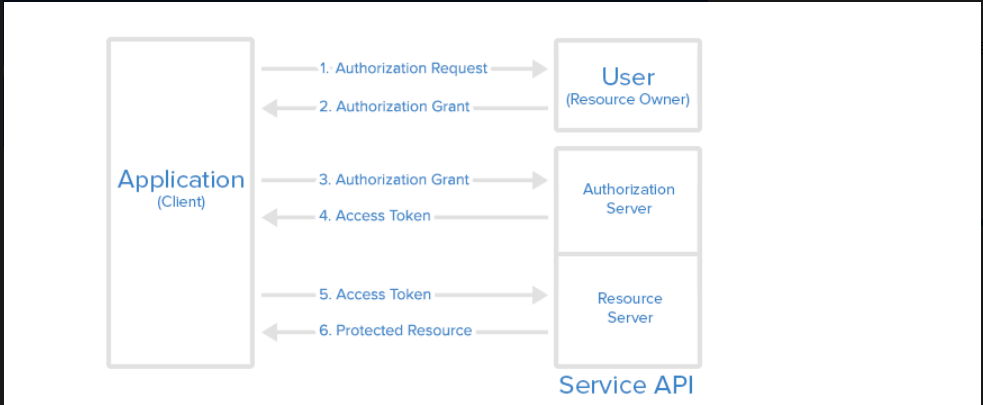 1. Authorization Request
User
(Resource Owner)
2. Authorization Grant
Application
(Client)
3. Authorization Grant
Authorization
Server
4. Access Token
5. Access Token
Resource
Server
6. Protected Resource
Service API